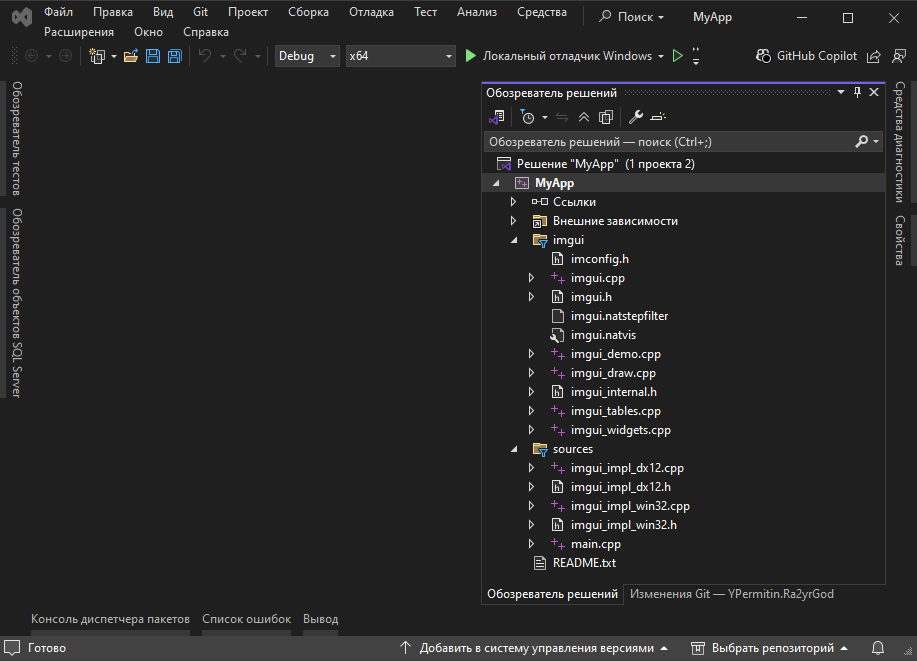 Файл Правка Вид Git Проект Сборка Отладка Тест Анализ Средства Поиск MyApp
Расширения Окно Справка
Debug x64 Локальный отладчик Windows GitHub Copilot
Обозреватель тестов
Обозреватель объектов SQL Server
Обозреватель решений
Обозреватель решений — поиск (Ctrl+;)
Решение "MyApp" (1 проекта 2)
MyApp
Ссылки
Внешние зависимости
imgui
imconfig.h
imgui.cpp
imgui.h
imgui.natstepfilter
imgui.natvis
imgui_demo.cpp
imgui_draw.cpp
imgui_internal.h
imgui_tables.cpp
imgui_widgets.cpp
sources
imgui_impl_dx12.cpp
imgui_impl_dx12.h
imgui_impl_win32.cpp
imgui_impl_win32.h
main.cpp
README.txt
Обозреватель решений Изменения Git — YPermitin.Ra2yrGod
Средства диагностики
Свойства
Консоль диспетчера пакетов Список ошибок Вывод
Готово Добавить в систему управления версиями Выбрать репозиторий